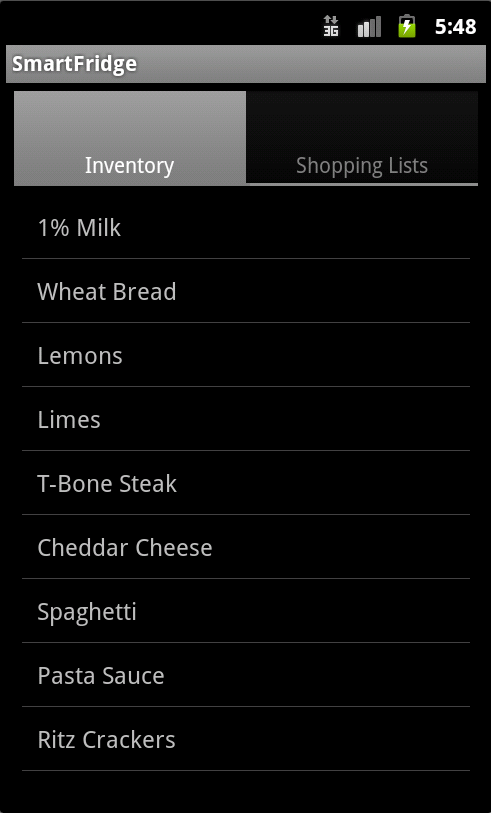 3G 5:48
SmartFridge
Inventory Shopping Lists
1% Milk
Wheat Bread
Lemons
Limes
T-Bone Steak
Cheddar Cheese
Spaghetti
Pasta Sauce
Ritz Crackers